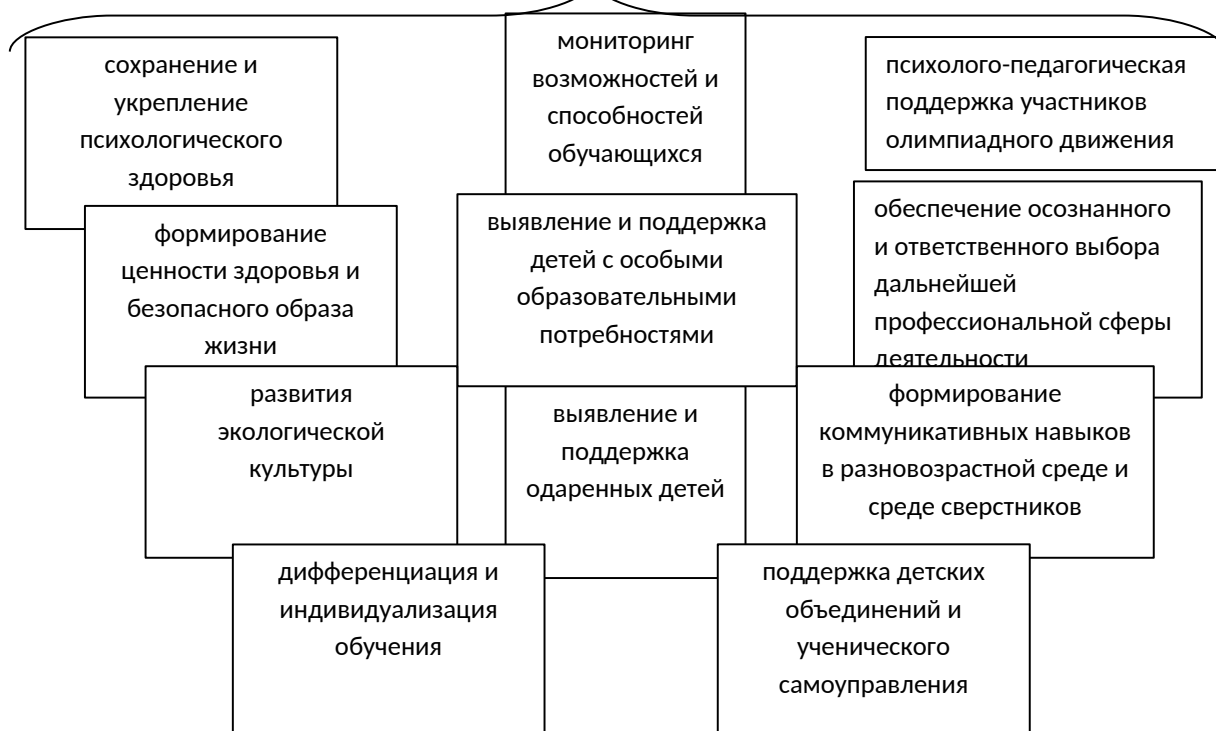 сохранение и
укрепление
психологического
здоровья
мониторинг
возможностей и
способностей
обучающихся
психолого-педагогическая
поддержка участников
олимпиадного движения
формирование
ценности здоровья и
безопасного образа
жизни
выявление и поддержка
детей с особыми
образовательными
потребностями
обеспечение осознанного
и ответственного выбора
дальнейшей
профессиональной сферы
деятельности
развития
экологической
культуры
выявление и
поддержка
одаренных детей
формирование
коммуникативных навыков
в разновозрастной среде и
среде сверстников
дифференциация и
индивидуализация
обучения
поддержка детских
объединений и
ученического
самоуправления